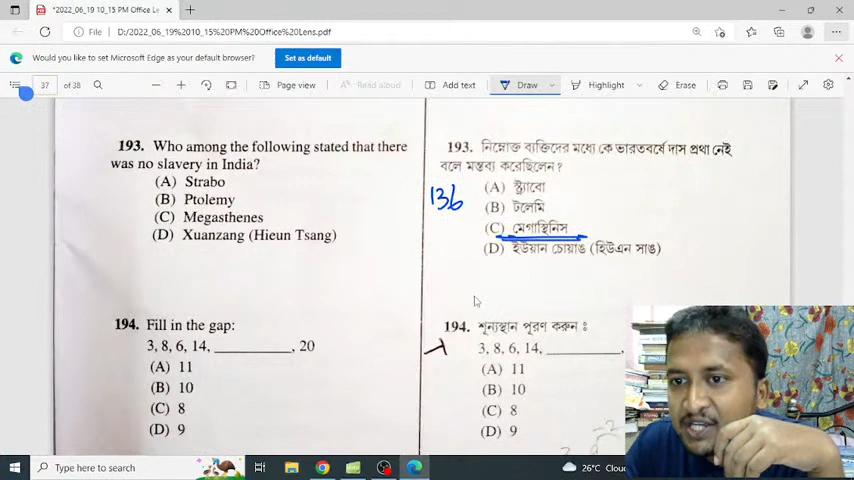 *2022_06_19 10_15 PM Office Le
File
D:/2022_06_19%2010_15%20PM%20Office%20Lens.pdf
Would you like to set Microsoft Edge as your default browser?
Set as default
37
of 38
Page view
Read aloud
Add text
Draw
Highlight
Erase
193. Who among the following stated that there
was no slavery in India?
(A) Strabo
(B) Ptolemy
(C) Megasthenes
(D) Xuanzang (Hieun Tsang)
194. Fill in the gap:
3, 8, 6, 14, ________, 20
(A) 11
(B) 10
(C) 8
(D) 9
193. নিম্নোক্ত ব্যক্তিদের মধ্যে কে ভারতবর্ষে দাস প্রথা নেই
বলে মন্তব্য করেছিলেন?
136
(A) স্ট্র্যাবো
(B) টলেমি
(C) মেগাস্থিনিস
(D) ইউয়ান চোয়াঙ (হিউএন সাঙ)
194. শূন্যস্থান পূরণ করুন :
3, 8, 6, 14, ________,
(A) 11
(B) 10
(C) 8
(D) 9
Type here to search
26°C Cloud